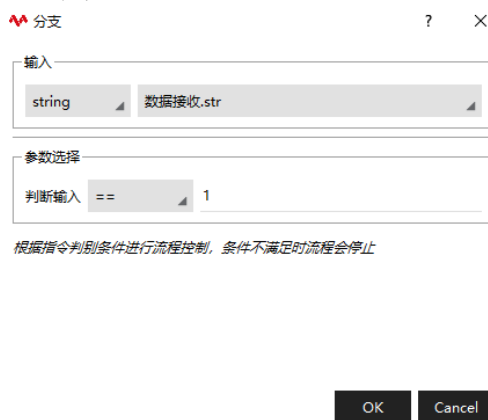 分支 ? ×
输入
string 数据接收.str
参数选择
判断输入 == 1
根据指令判别条件进行流程控制，条件不满足时流程会停止
OK Cancel